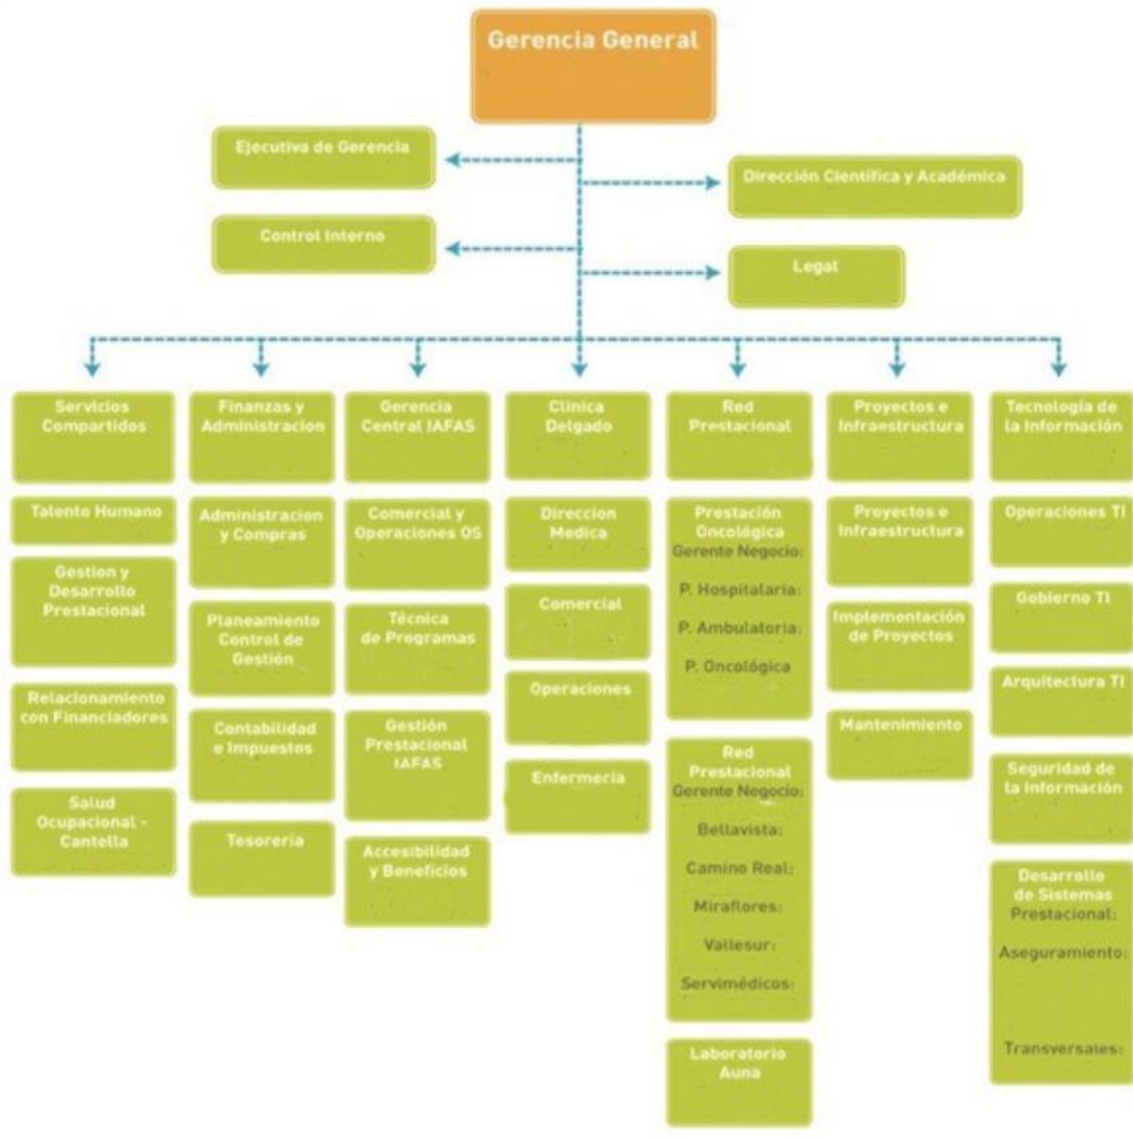 Gerencia General
Ejecutiva de Gerencia
Dirección Científica y Académica
Control Interno
Legal
Servicios
Compartidos
Talento Humano
Gestion y
Desarrollo
Prestacional
Relacionamiento
con Financiadores
Salud
Ocupacional -
Cantella
Finanzas y
Administracion
Administracion
y Compras
Planeamiento
Control de
Gestión
Contabilidad
e Impuestos
Tesorería
Gerencia
Central IAFAS
Comercial y
Operaciones OS
Técnica
de Programas
Gestión
Prestacional
IAFAS
Accesibilidad
y Beneficios
Clinica
Delgado
Direccion
Medica
Comercial
Operaciones
Enfermeria
Red
Prestacional
Prestación
Oncológica
Gerente Negocio:
P. Hospitalaria:
P. Ambulatoria:
P. Oncológica
Red
Prestacional
Gerente Negocio:
Bellavista:
Camino Real:
Miraflores:
Vallesur:
Servimédicos:
Laboratorio
Auna
Proyectos e
Infraestructura
Proyectos e
Infraestructura
Implementación
de Proyectos
Mantenimiento
Tecnología de
la Información
Operaciones TI
Gobierno TI
Arquitectura TI
Seguridad de
la Información
Desarrollo
de Sistemas
Prestacional:
Aseguramiento:
Transversales: